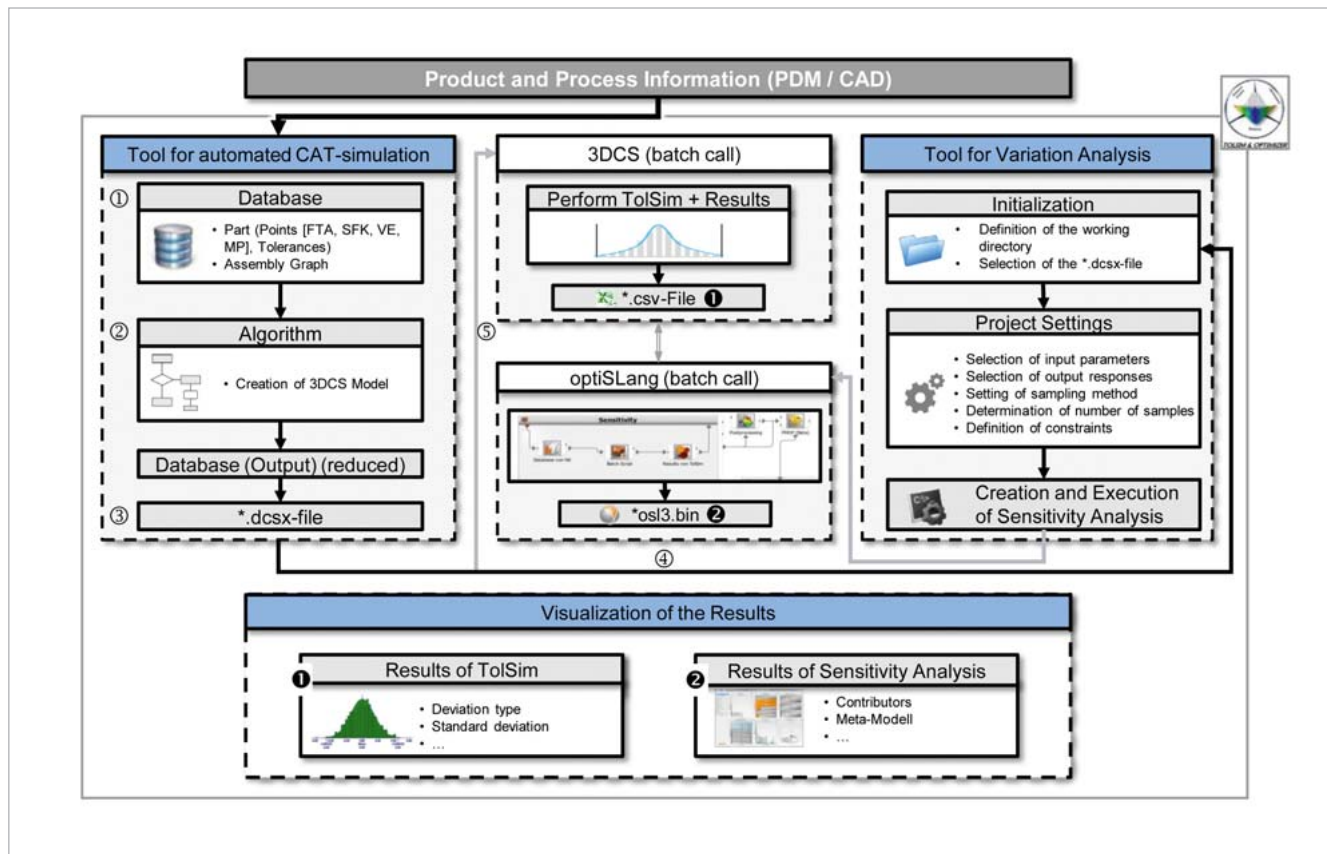 Product and Process Information (PDM / CAD)
TOLSIM & OPTIMIZER
Tool for automated CAT-simulation
①
Database
• Part (Points [FTA, SFK, VE,
MP], Tolerances)
• Assembly Graph
②
Algorithm
• Creation of 3DCS Model
Database (Output) (reduced)
③
*.dcsx-file
3DCS (batch call)
Perform TolSim + Results
*.csv-File ❶
⑤
optiSLang (batch call)
Sensitivity
Postprocessing
Batch Script
*osl3.bin ❷
④
Tool for Variation Analysis
Initialization
• Definition of the working
directory
• Selection of the *.dcsx-file
Project Settings
• Selection of input parameters
• Selection of output responses
• Setting of sampling method
• Determination of number of samples
• Definition of constraints
Creation and Execution
of Sensitivity Analysis
Visualization of the Results
❶
Results of TolSim
• Deviation type
• Standard deviation
• ...
❷
Results of Sensitivity Analysis
• Contributors
• Meta-Modell
• ...